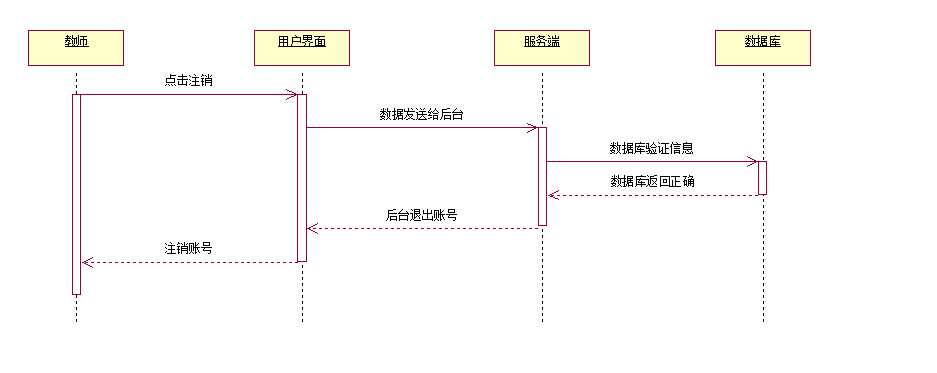 教师
用户界面
服务端
数据库
点击注销
数据发送给后台
数据库验证信息
数据库返回正确
后台退出账号
注销账号